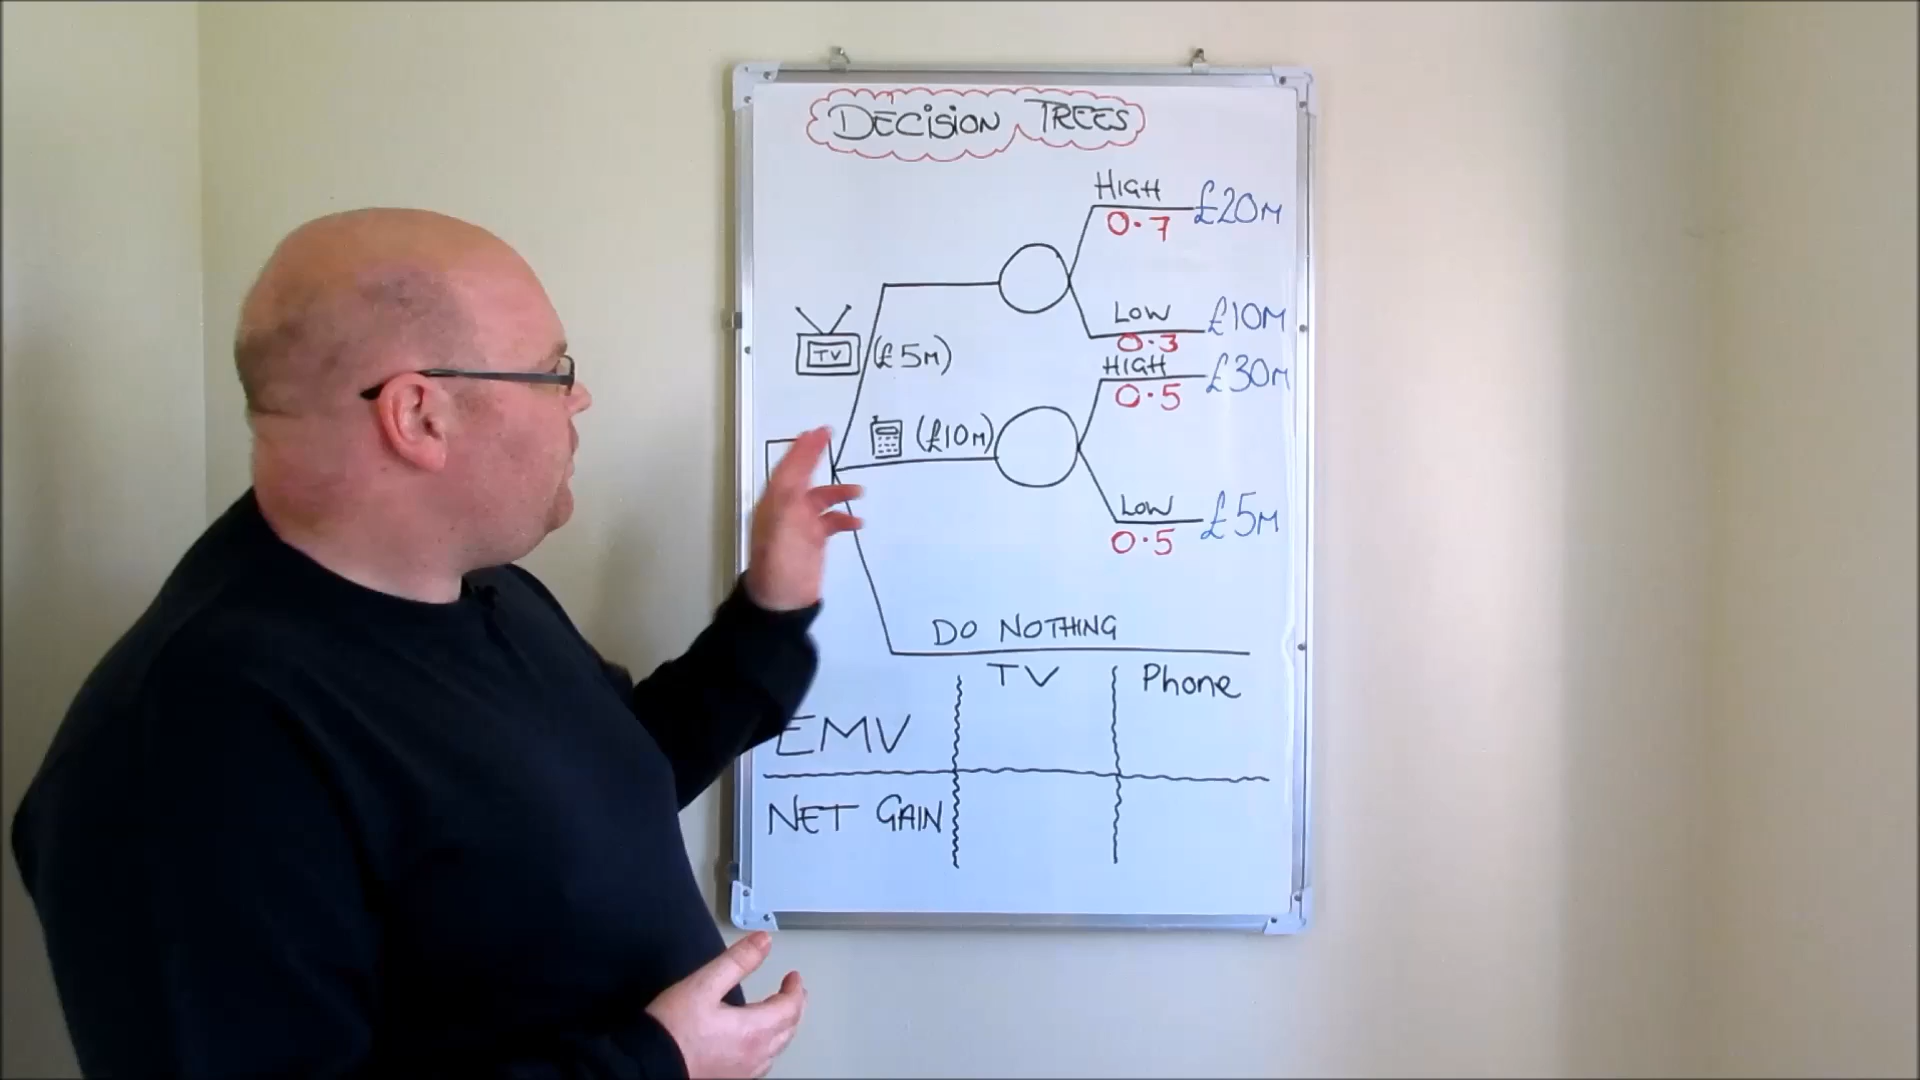 DECISION TREES
HIGH £20M
0.7
LOW £10M
0.3
TV (£5M)
HIGH £30M
0.5
(£10M)
LOW £5M
0.5
DO NOTHING
TV Phone
EMV
NET GAIN